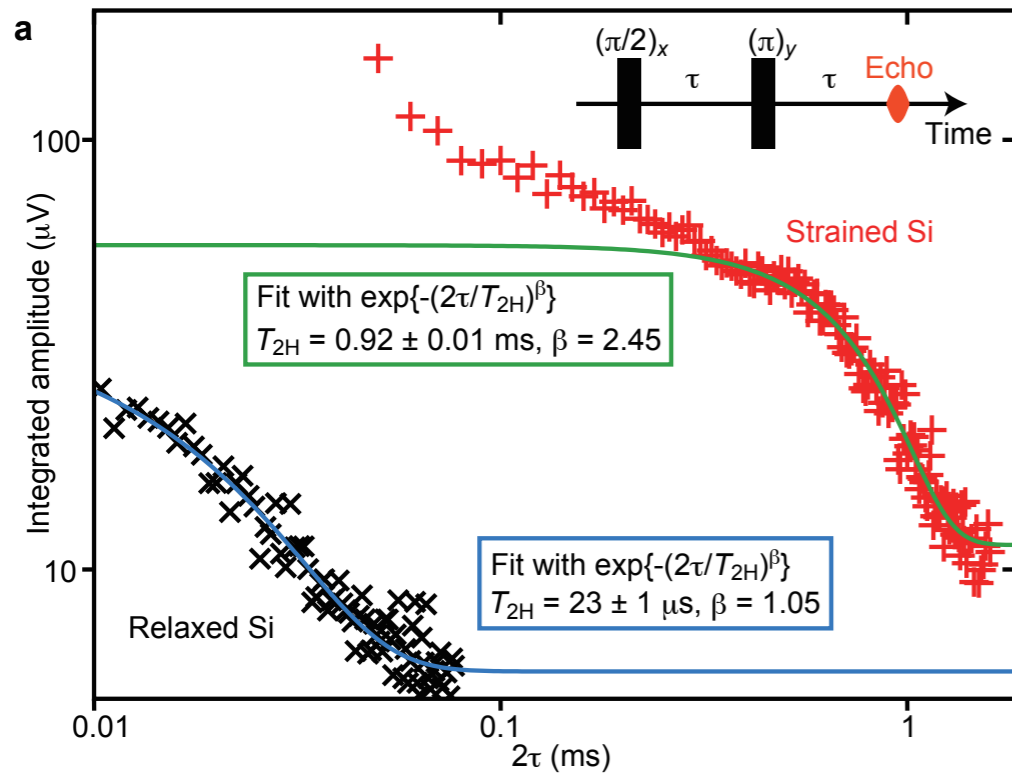 a
(π/2)x
(π)y
τ
τ
Echo
Time
100
10
Integrated amplitude (μV)
Strained Si
Fit with exp{-(2τ/T2H)β}
T2H = 0.92 ± 0.01 ms, β = 2.45
Fit with exp{-(2τ/T2H)β}
T2H = 23 ± 1 μs, β = 1.05
Relaxed Si
0.01
0.1
1
2τ (ms)